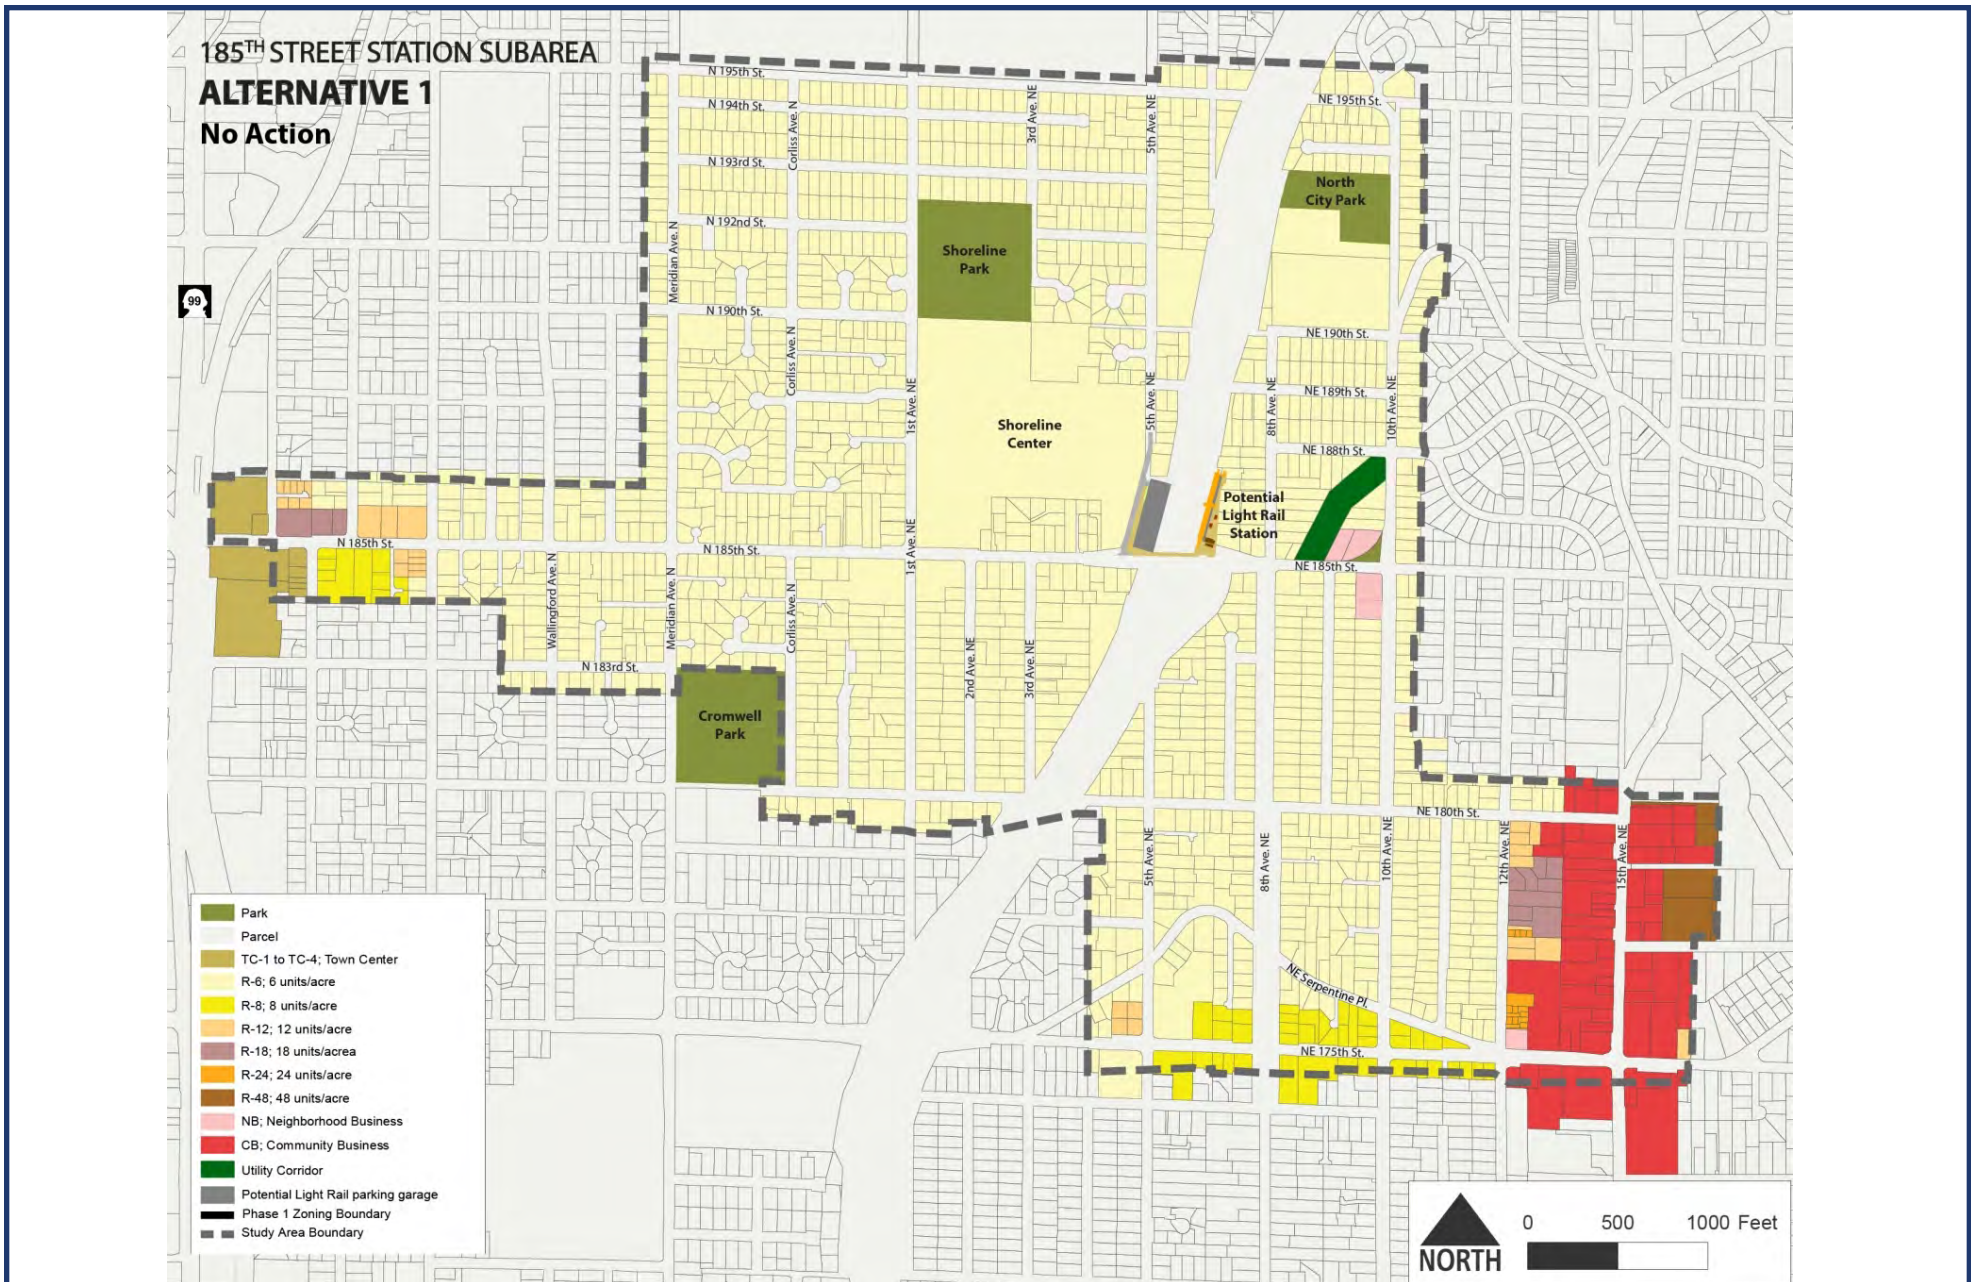 185TH STREET STATION SUBAREA
ALTERNATIVE 1
No Action
N 195th St.
N 194th St.
N 193rd St.
N 192nd St.
N 190th St.
Corliss Ave. N
3rd Ave. NE
5th Ave. NE
NE 195th St.
North
City Park
Meridian Ave. N
Shoreline
Park
99
Corliss Ave. N
1st Ave. NE
Shoreline
Center
5th Ave. NE
8th Ave. NE
10th Ave. NE
NE 190th St.
NE 189th St.
NE 188th St.
Potential
Light Rail
Station
N 185th St.
N 185th St.
1st Ave. NE
NE 185th St.
Wallingford Ave. N
Meridian Ave. N
Corliss Ave. N
N 183rd St.
2nd Ave. NE
3rd Ave. NE
Cromwell
Park
NE 180th St.
5th Ave. NE
8th Ave. NE
10th Ave. NE
12th Ave. NE
15th Ave. NE
NE Serpentine Pl.
NE 175th St.
Park
Parcel
TC-1 to TC-4; Town Center
R-6; 6 units/acre
R-8; 8 units/acre
R-12; 12 units/acre
R-18; 18 units/acrea
R-24; 24 units/acre
R-48; 48 units/acre
NB; Neighborhood Business
CB; Community Business
Utility Corridor
Potential Light Rail parking garage
Phase 1 Zoning Boundary
Study Area Boundary
NORTH
0 500 1000 Feet